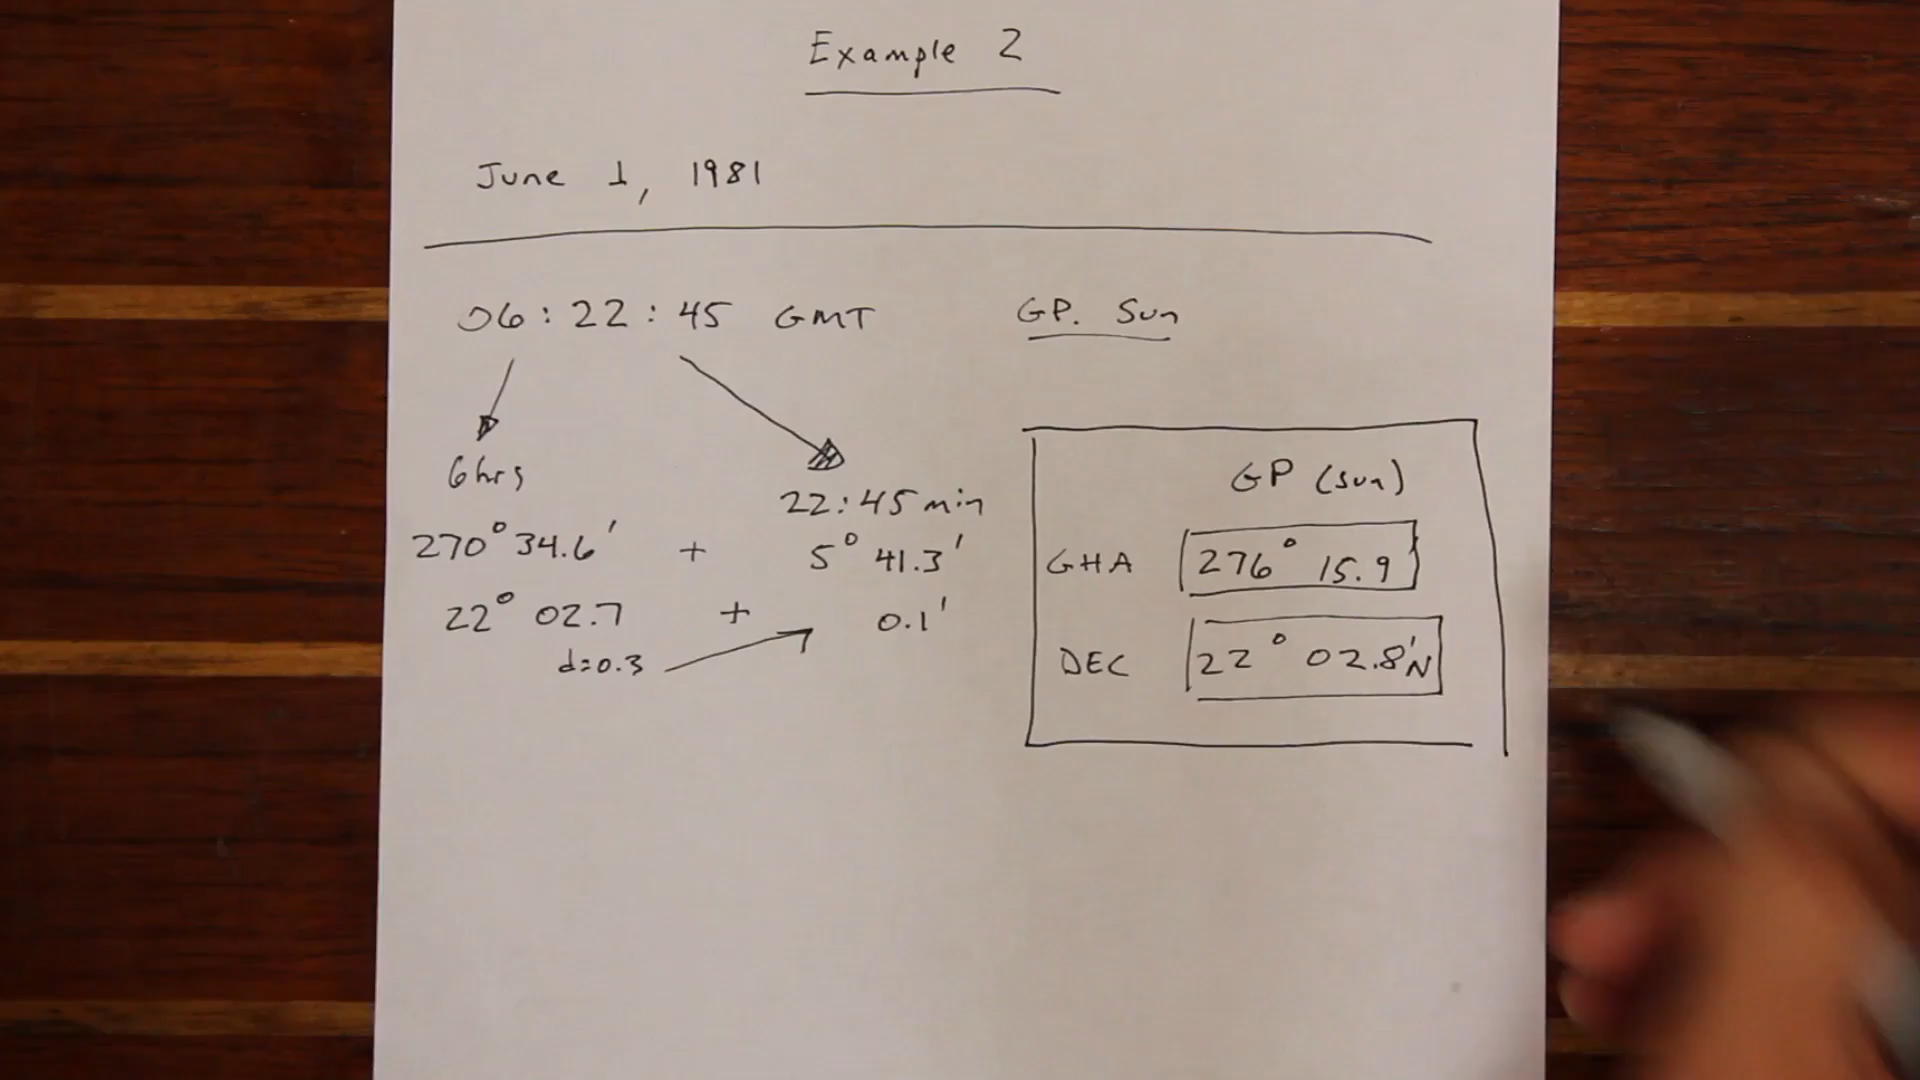 Example 2
June 1, 1981
06:22:45 GMT
GP. Sun
6hrs
22:45 min
270° 34.6' + 5° 41.3'
22° 02.7 + 0.1'
d=0.3
GP (sun)
GHA 276° 15.9
DEC 22° 02.8'N